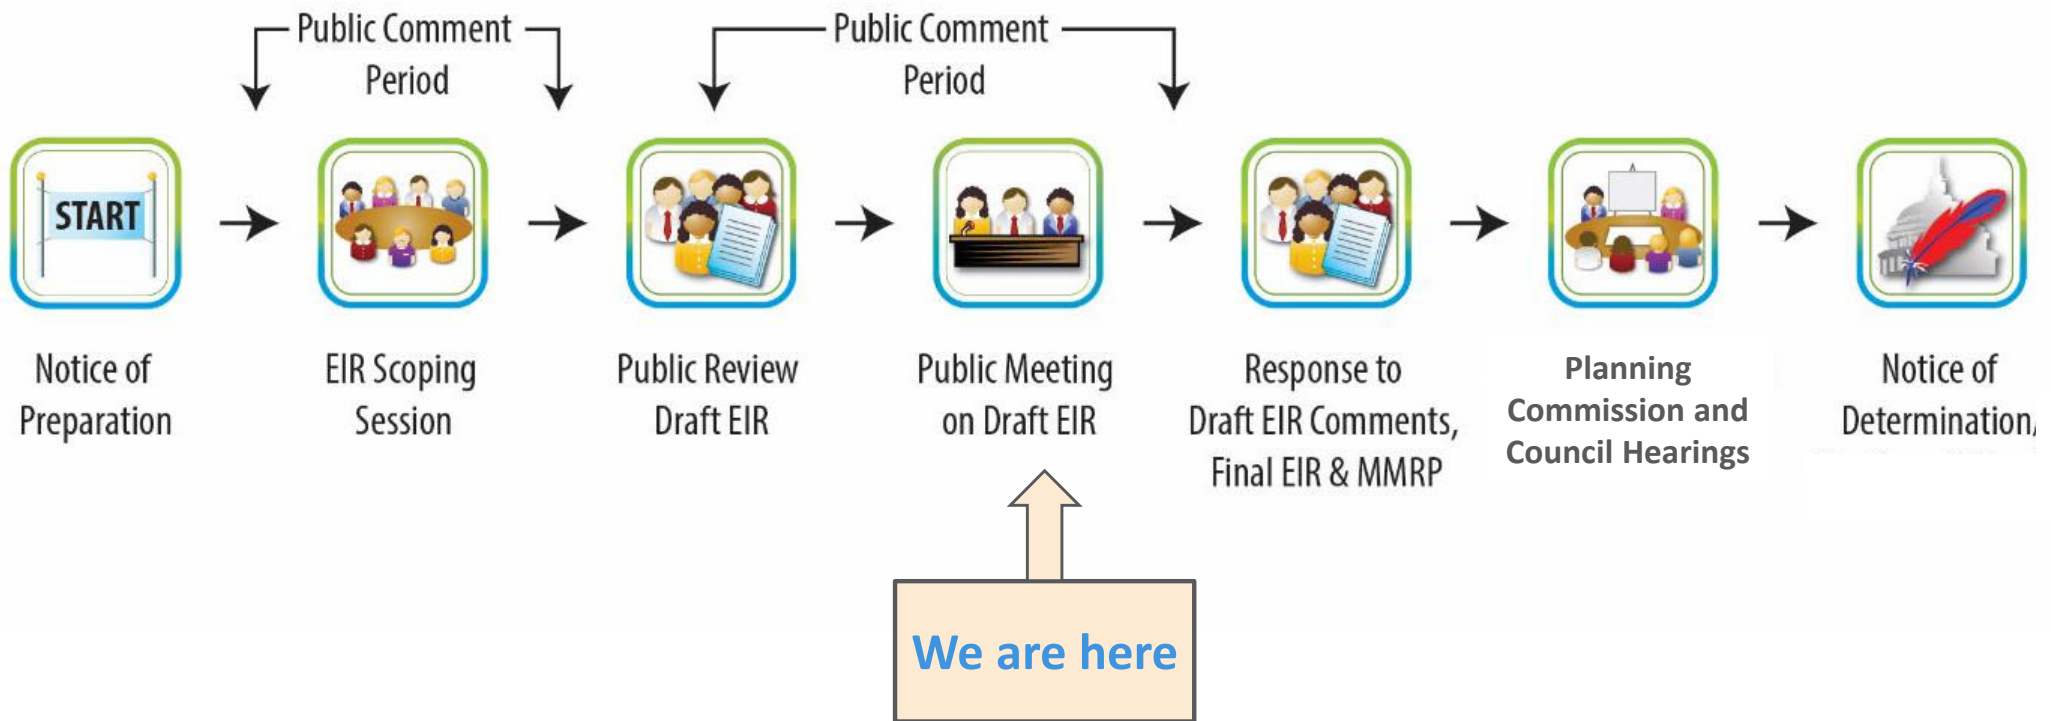 Public Comment
Period
Public Comment
Period
START
Notice of
Preparation
EIR Scoping
Session
Public Review
Draft EIR
Public Meeting
on Draft EIR
Response to
Draft EIR Comments,
Final EIR & MMRP
Planning
Commission and
Council Hearings
Notice of
Determination,
We are here